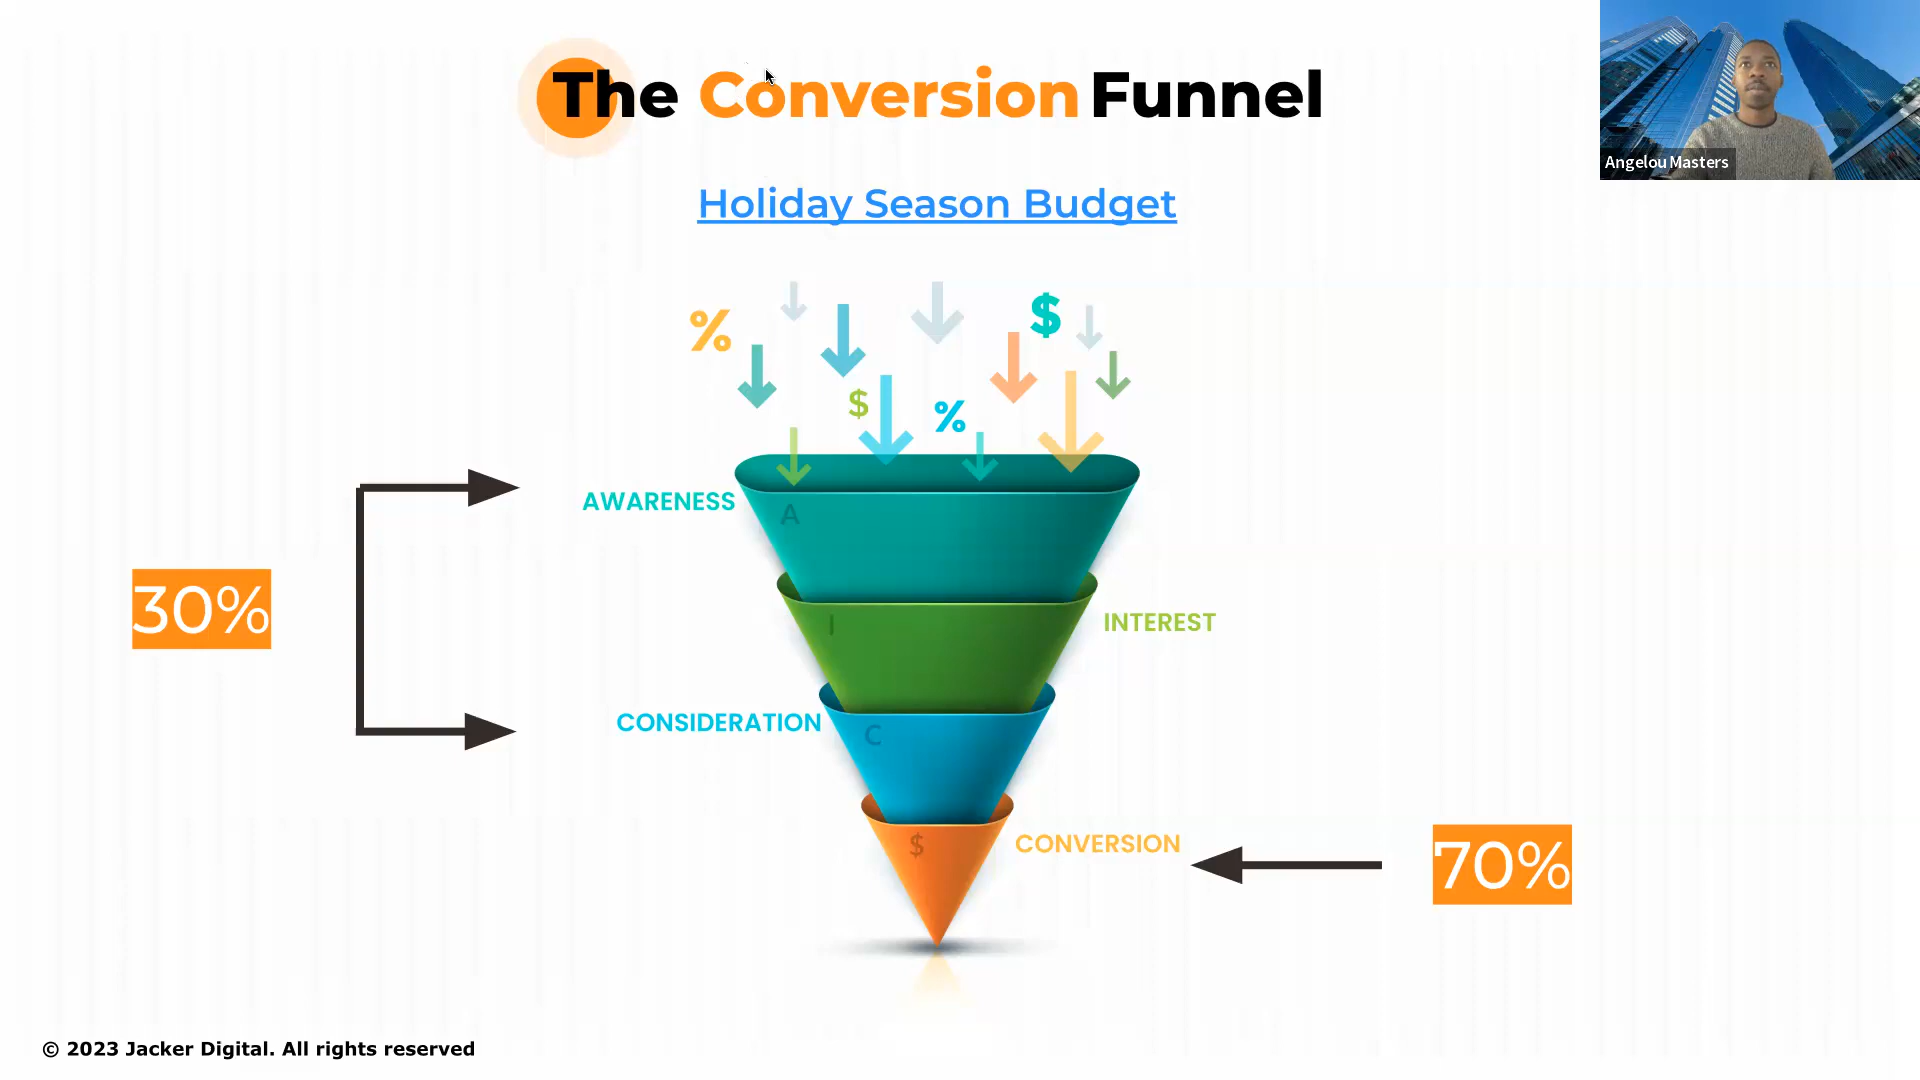 The Conversion Funnel
Angelou Masters
Holiday Season Budget
% $
$ %
AWARENESS
A
30%
INTEREST
I
CONSIDERATION
C
CONVERSION
$
70%
© 2023 Jacker Digital. All rights reserved